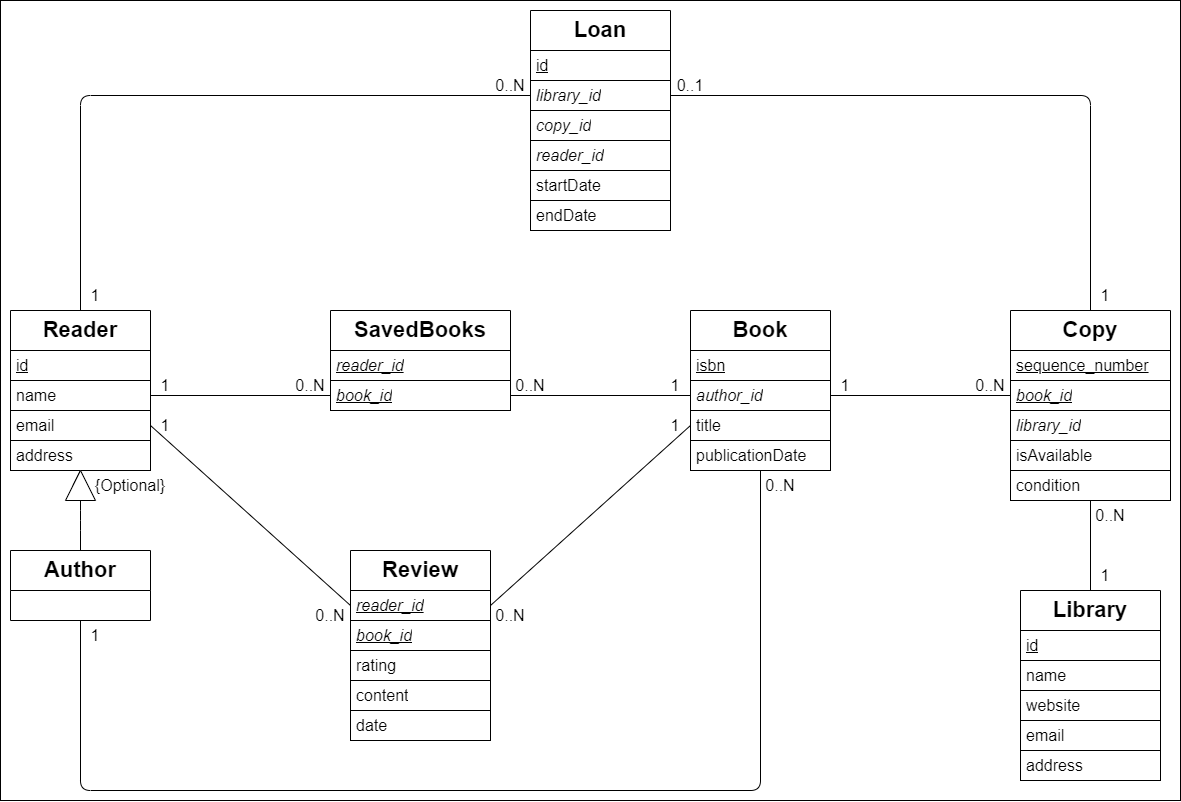 Loan
id
library_id
copy_id
reader_id
startDate
endDate
0..N
0..1
1
1
Reader
id
name
email
address
{Optional}
1
0..N
1
SavedBooks
reader_id
book_id
0..N
1
1
Book
isbn
author_id
title
publicationDate
0..N
1
0..N
Copy
sequence_number
book_id
library_id
isAvailable
condition
0..N
1
Author
1
Review
reader_id
book_id
rating
content
date
0..N
0..N
Library
id
name
website
email
address